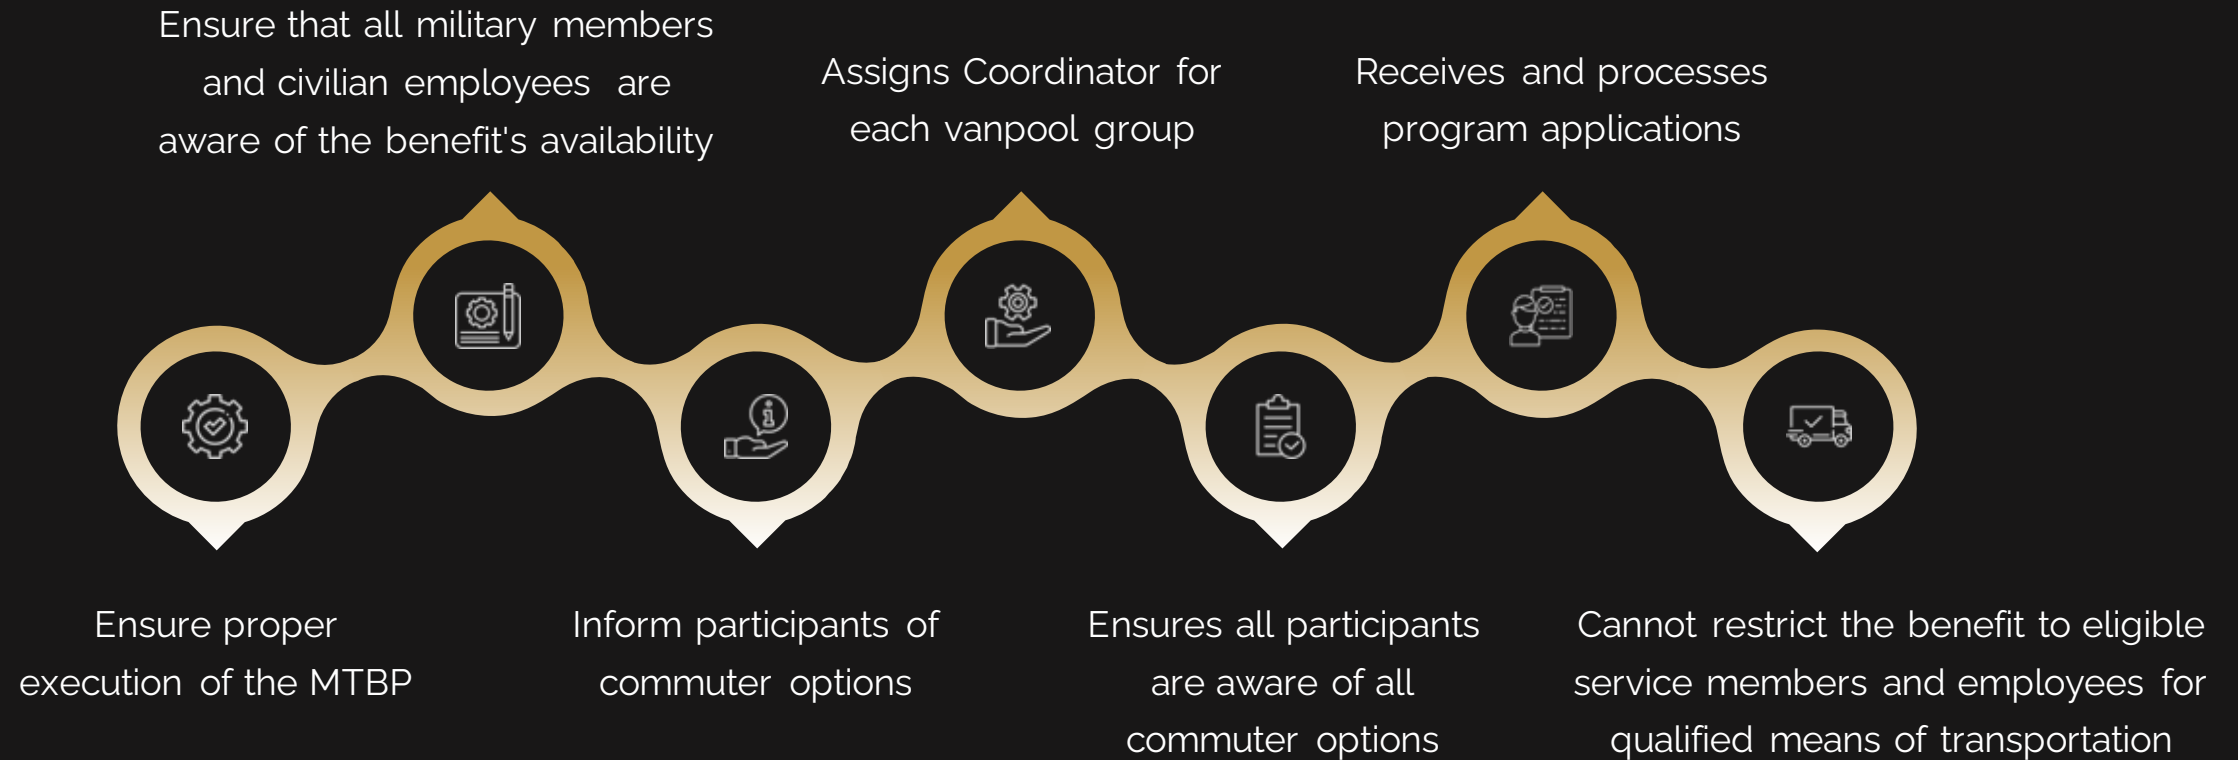 Ensure that all military members
and civilian employees are
aware of the benefit's availability
Assigns Coordinator for
each vanpool group
Receives and processes
program applications
Ensure proper
execution of the MTBP
Inform participants of
commuter options
Ensures all participants
are aware of all
commuter options
Cannot restrict the benefit to eligible
service members and employees for
qualified means of transportation